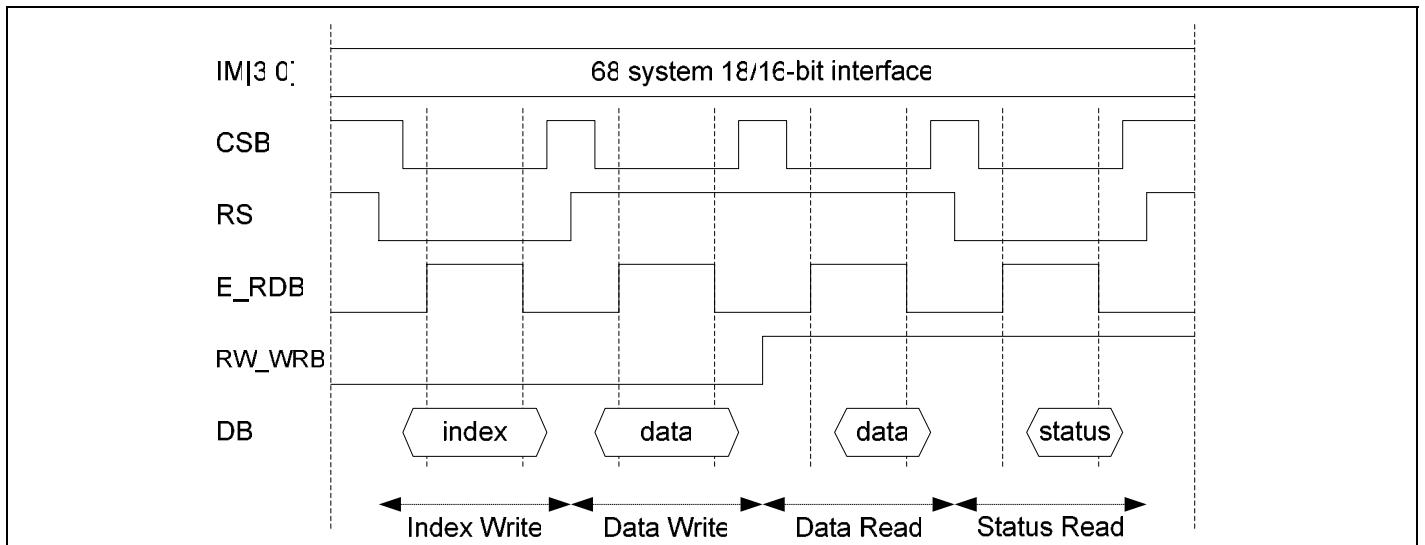 IM[3 0] 68 system 18/16-bit interface
CSB
RS
E_RDB
RW_WRB
DB index data data status
Index Write Data Write Data Read Status Read